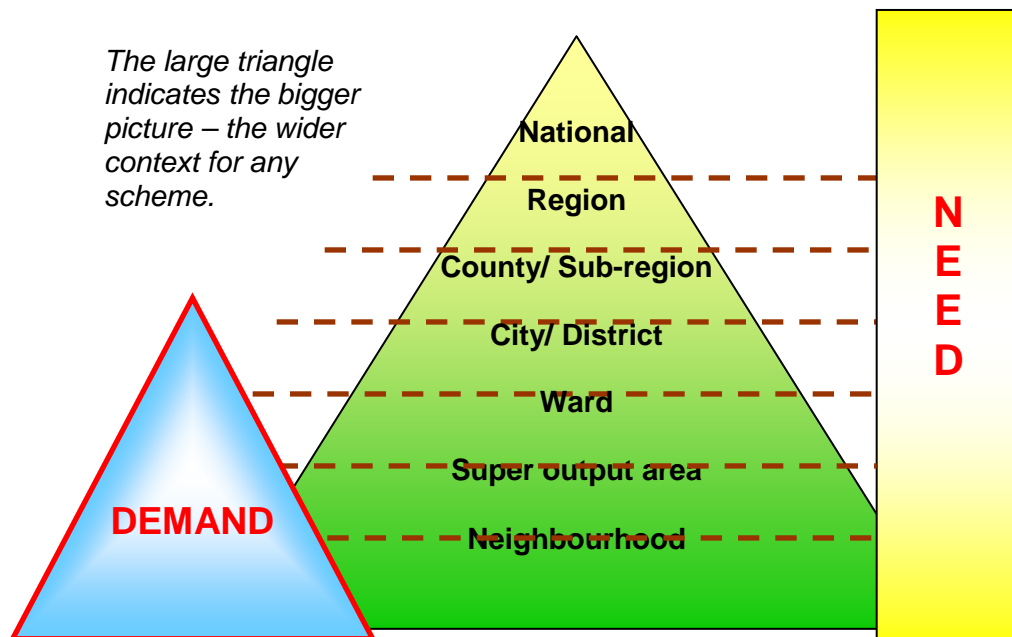 The large triangle
indicates the bigger
picture – the wider
context for any
scheme.
National
Region
County/ Sub-region
City/ District
Ward
Super output area
Neighbourhood
DEMAND
N
E
E
D